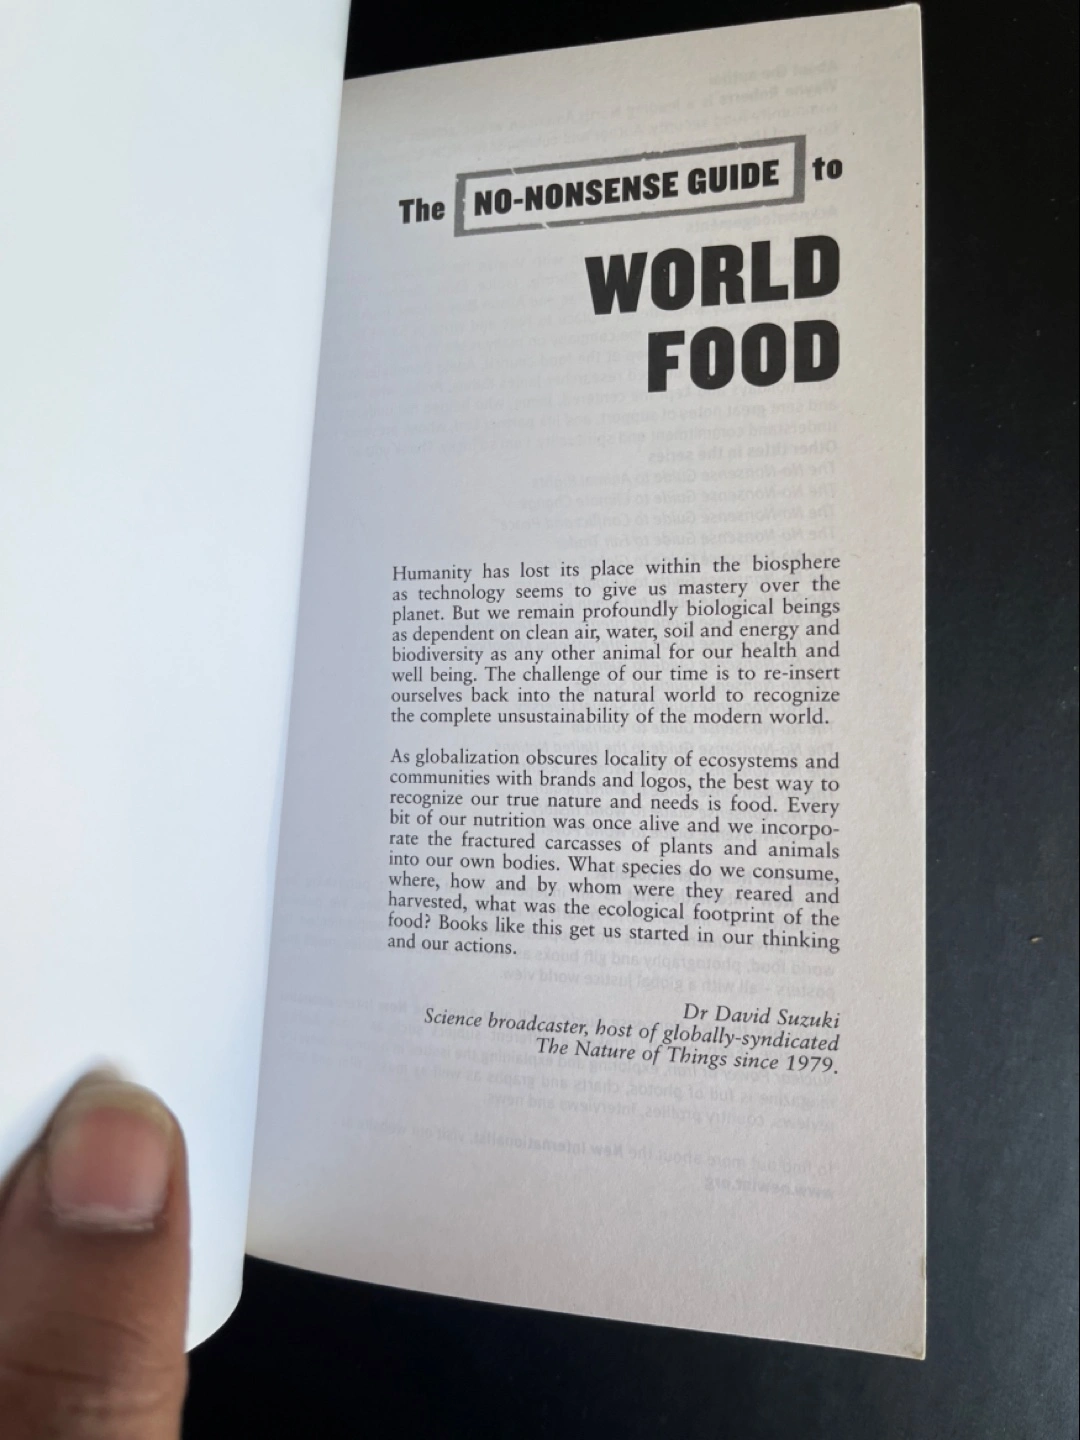 The NO-NONSENSE GUIDE to
WORLD
FOOD
Humanity has lost its place within the biosphere
as technology seems to give us mastery over the
planet. But we remain profoundly biological beings
as dependent on clean air, water, soil and energy and
biodiversity as any other animal for our health and
well being. The challenge of our time is to re-insert
ourselves back into the natural world to recognize
the complete unsustainability of the modern world.
As globalization obscures locality of ecosystems and
communities with brands and logos, the best way to
recognize our true nature and needs is food. Every
bit of our nutrition was once alive and we incorpo-
rate the fractured carcasses of plants and animals
into our own bodies. What species do we consume,
where, how and by whom were they reared and
harvested, what was the ecological footprint of the
food? Books like this get us started in our thinking
and our actions.
Dr David Suzuki
Science broadcaster, host of globally-syndicated
The Nature of Things since 1979.